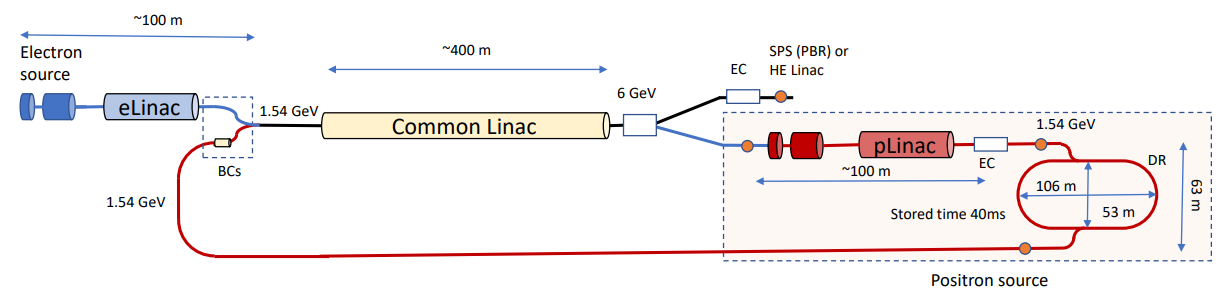 ~100 m
Electron
source
eLinac
BCs
1.54 GeV
1.54 GeV
~400 m
Common Linac
6 GeV
EC
SPS (PBR) or
HE Linac
pLinac
~100 m
EC
1.54 GeV
DR
106 m
53 m
63 m
Stored time 40ms
Positron source